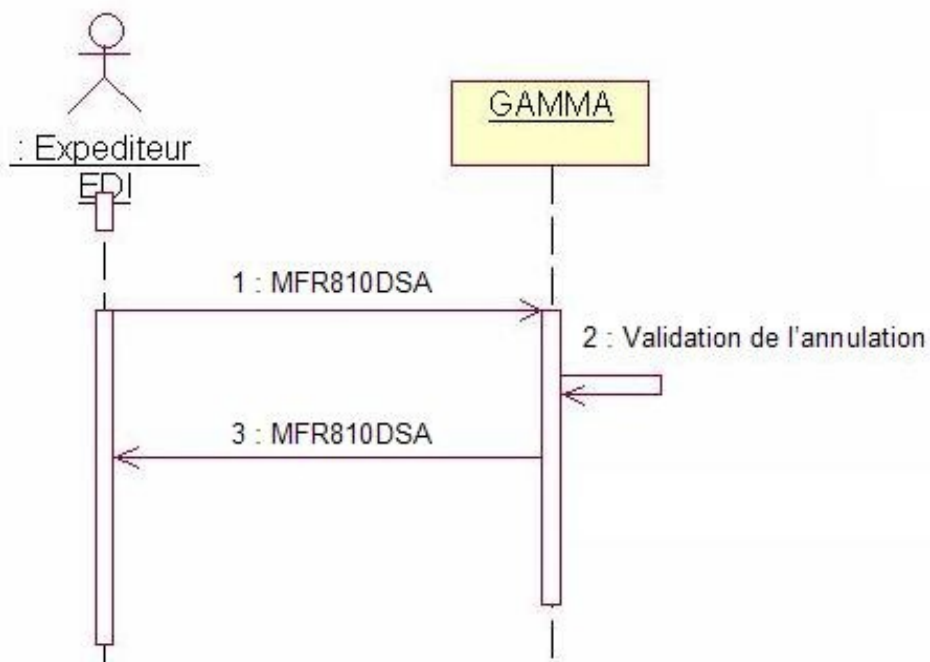 : Expediteur
EDI
GAMMA
1 : MFR810DSA
2 : Validation de l'annulation
3 : MFR810DSA